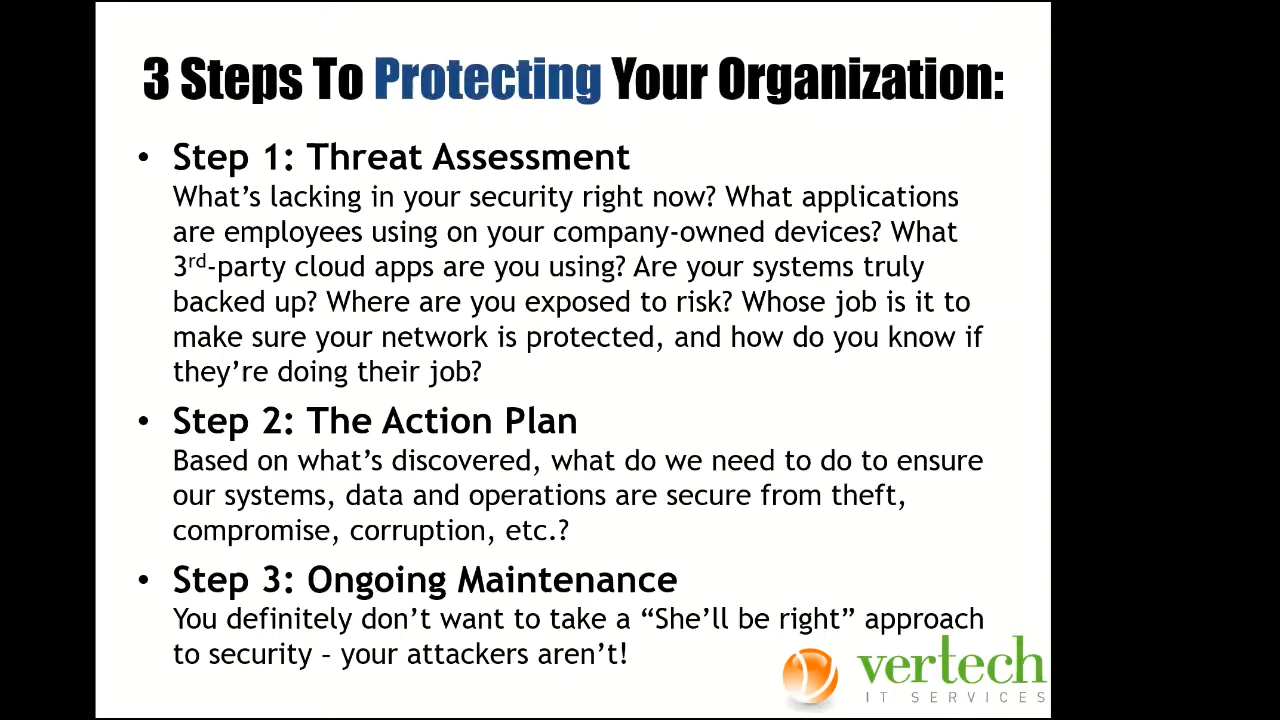 3 Steps To Protecting Your Organization:
• Step 1: Threat Assessment
What’s lacking in your security right now? What applications
are employees using on your company-owned devices? What
3rd-party cloud apps are you using? Are your systems truly
backed up? Where are you exposed to risk? Whose job is it to
make sure your network is protected, and how do you know if
they’re doing their job?
• Step 2: The Action Plan
Based on what’s discovered, what do we need to do to ensure
our systems, data and operations are secure from theft,
compromise, corruption, etc.?
• Step 3: Ongoing Maintenance
You definitely don’t want to take a “She’ll be right” approach
to security – your attackers aren’t!
vertech
IT SERVICES